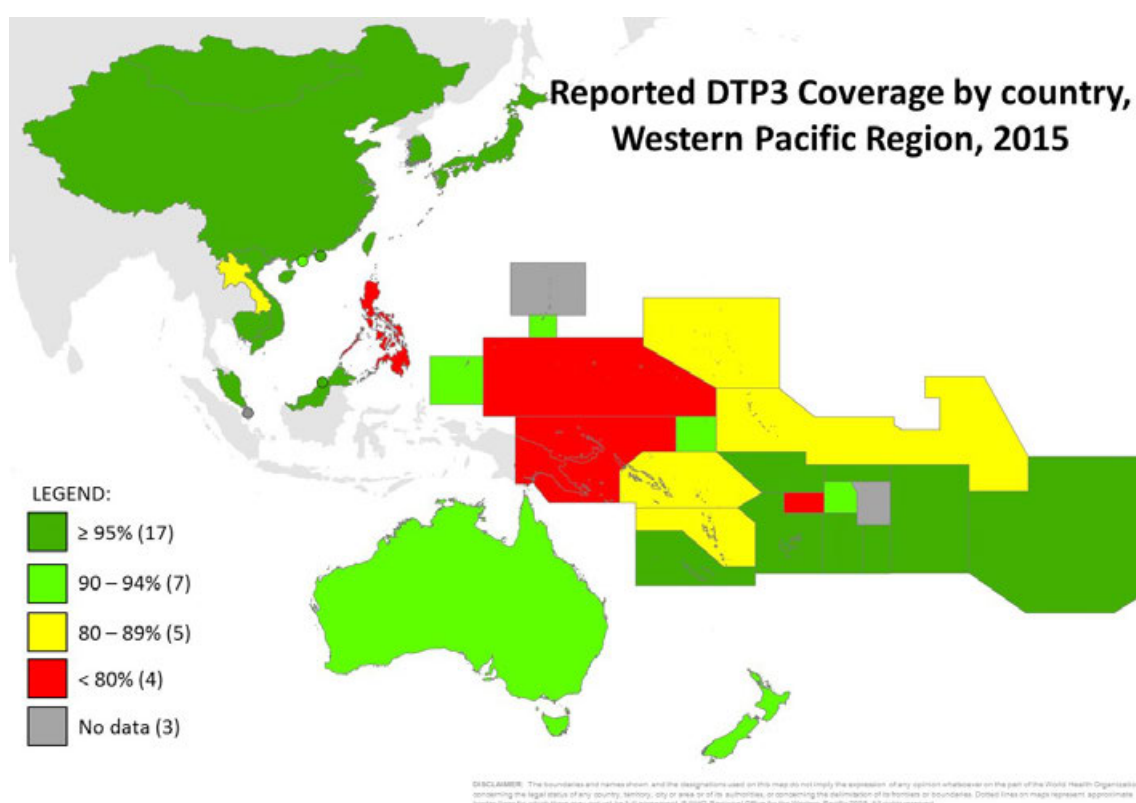 Reported DTP3 Coverage by country,
Western Pacific Region, 2015
LEGEND:
≥ 95% (17)
90 – 94% (7)
80 – 89% (5)
< 80% (4)
No data (3)
DISCLAIMER: The boundaries and names shown and the designations used on this map do not imply the expression of any opinion whatsoever on the part of the World Health Organizatio
concerning the legal status of any country, territory, city or area or of its authorities, or concerning the delimitation of its frontiers or boundaries. Dotted lines on maps represent approximate